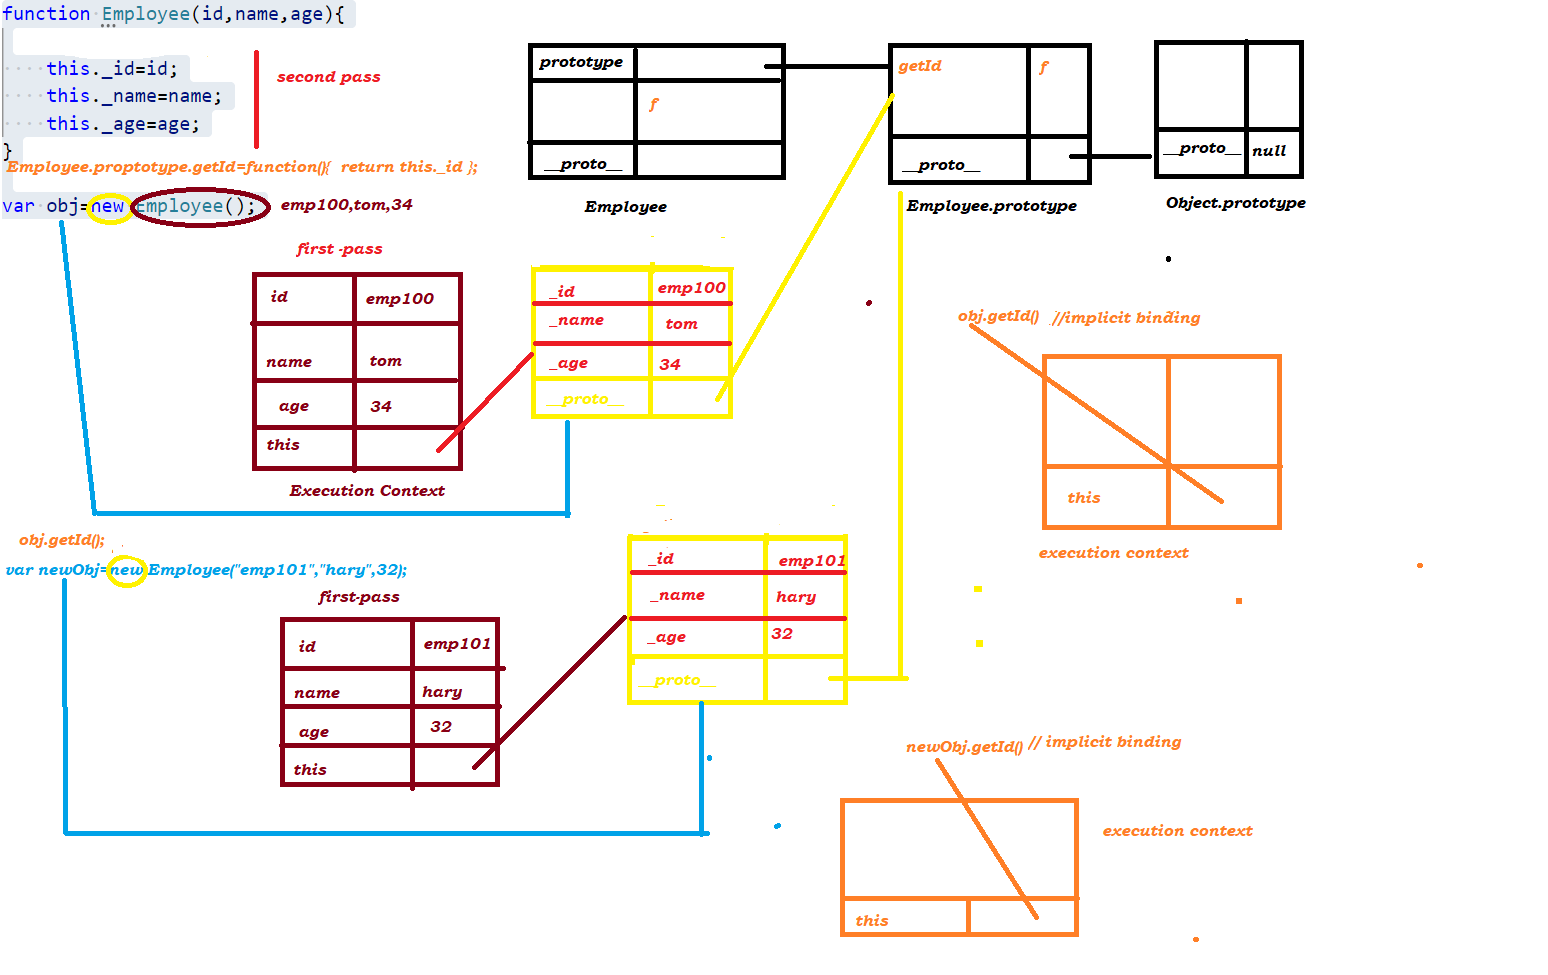 function Employee(id,name,age){
this._id=id;
this._name=name;
this._age=age;
}
second pass
Employee.proptotype.getId=function(){ return this._id };
var obj=new Employee();
emp100,tom,34
prototype
f
__proto__
Employee
getId f
__proto__
Employee.prototype
__proto__ null
Object.prototype
first -pass
id emp100
name tom
age 34
this
Execution Context
_id emp100
_name tom
_age 34
__proto__
obj.getId() //implicit binding
this
execution context
obj.getId();
var newObj=new Employee("emp101","hary",32);
first-pass
id emp101
name hary
age 32
this
_id emp101
_name hary
_age 32
__proto__
newObj.getId() // implicit binding
execution context
this